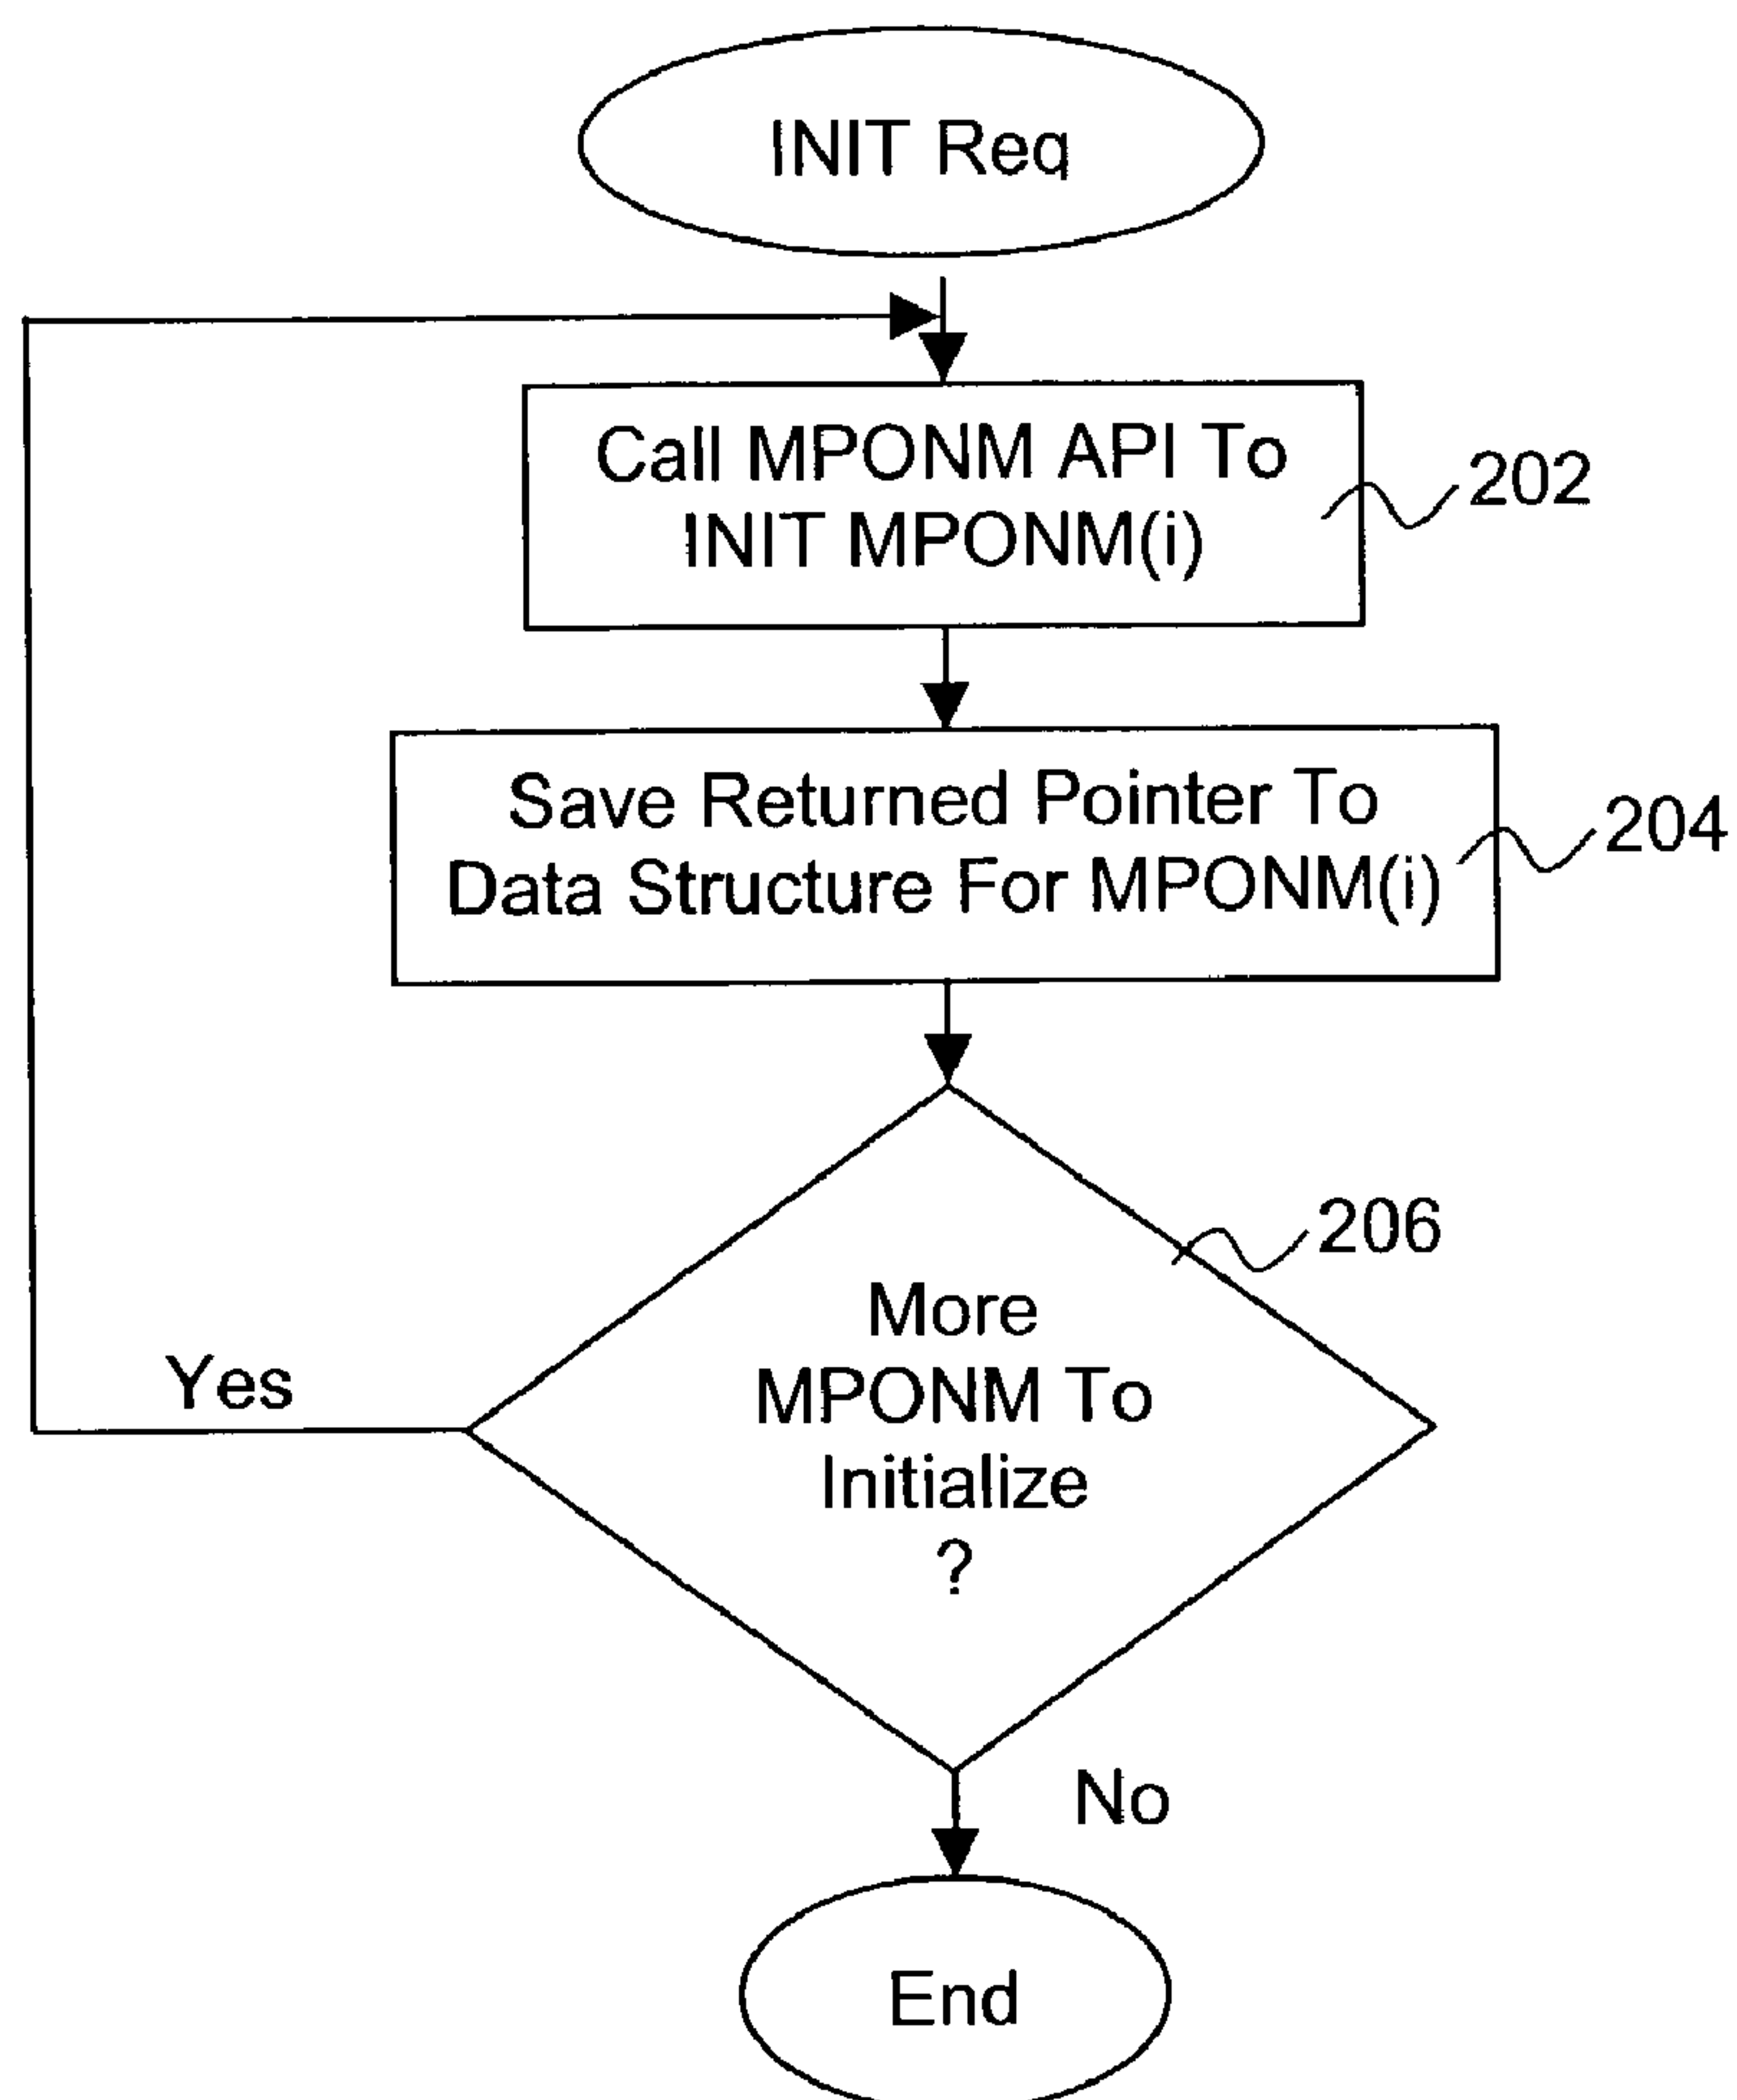 INIT Req
Call MPONM API To
INIT MPONM(i)
202
Save Returned Pointer To
Data Structure For MPONM(i)
204
206
More
MPONM To
Initialize
?
Yes
No
End